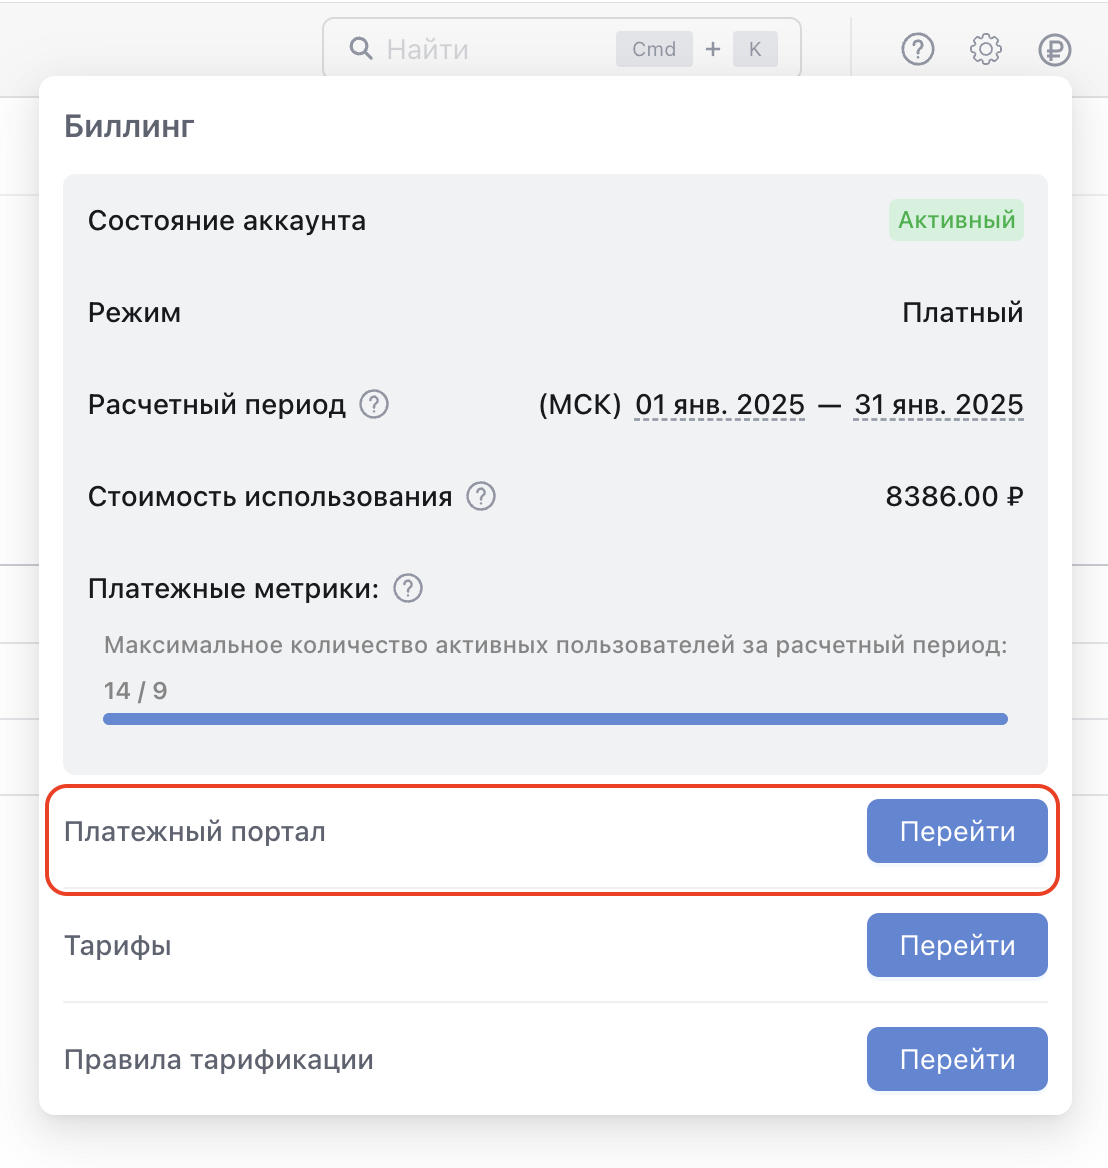 Найти Cmd + K
Биллинг
Состояние аккаунта Активный
Режим Платный
Расчетный период ? (МСК) 01 янв. 2025 — 31 янв. 2025
Стоимость использования ? 8386.00 ₽
Платежные метрики: ?
Максимальное количество активных пользователей за расчетный период:
14 / 9
Платежный портал Перейти
Тарифы Перейти
Правила тарификации Перейти